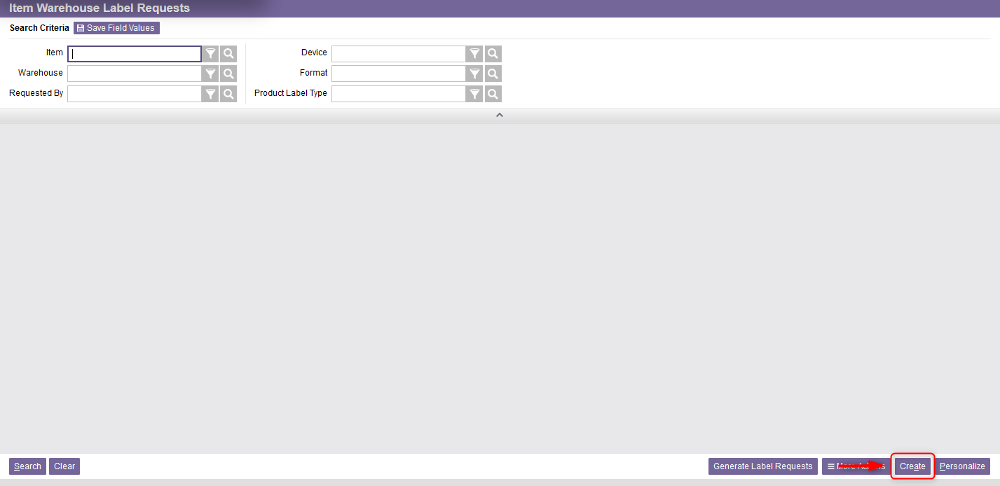 Item Warehouse Label Requests
Search Criteria Save Field Values
Item
Device
Warehouse
Format
Requested By
Product Label Type
Search Clear Generate Label Requests More Actions Create Personalize